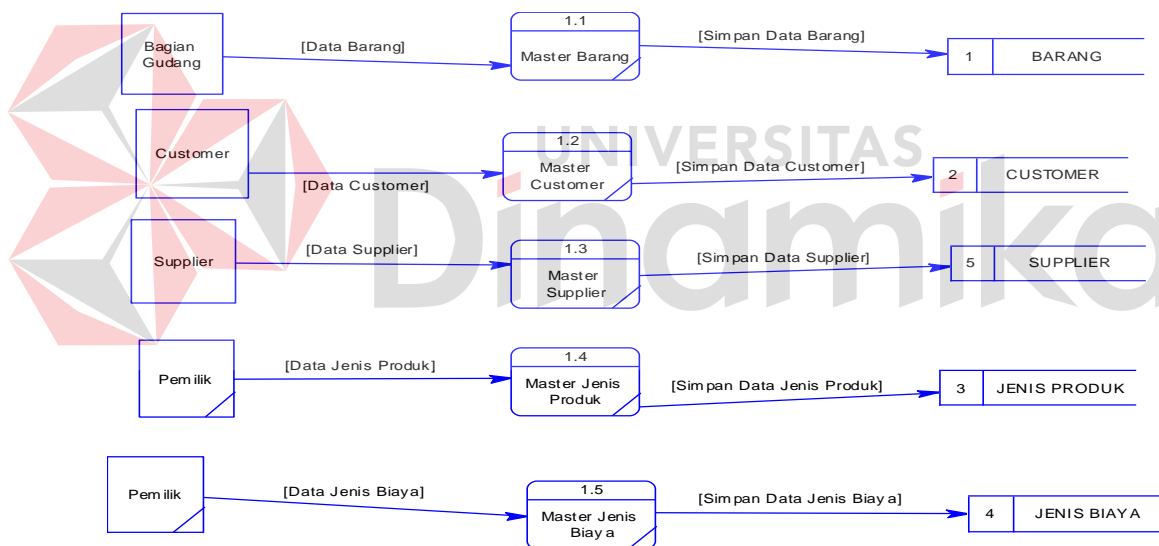 Bagian
Gudang
[Data Barang]
1.1
Master Barang
[Simpan Data Barang]
1
BARANG
Customer
[Data Customer]
1.2
Master
Customer
[Simpan Data Customer]
2
CUSTOMER
UNIVERSITAS
Dinamika
Supplier
[Data Supplier]
1.3
Master
Supplier
[Simpan Data Supplier]
5
SUPPLIER
Pemilik
[Data Jenis Produk]
1.4
Master Jenis
Produk
[Simpan Data Jenis Produk]
3
JENIS PRODUK
Pemilik
[Data Jenis Biaya]
1.5
Master Jenis
Biaya
[Simpan Data Jenis Biaya]
4
JENIS BIAYA